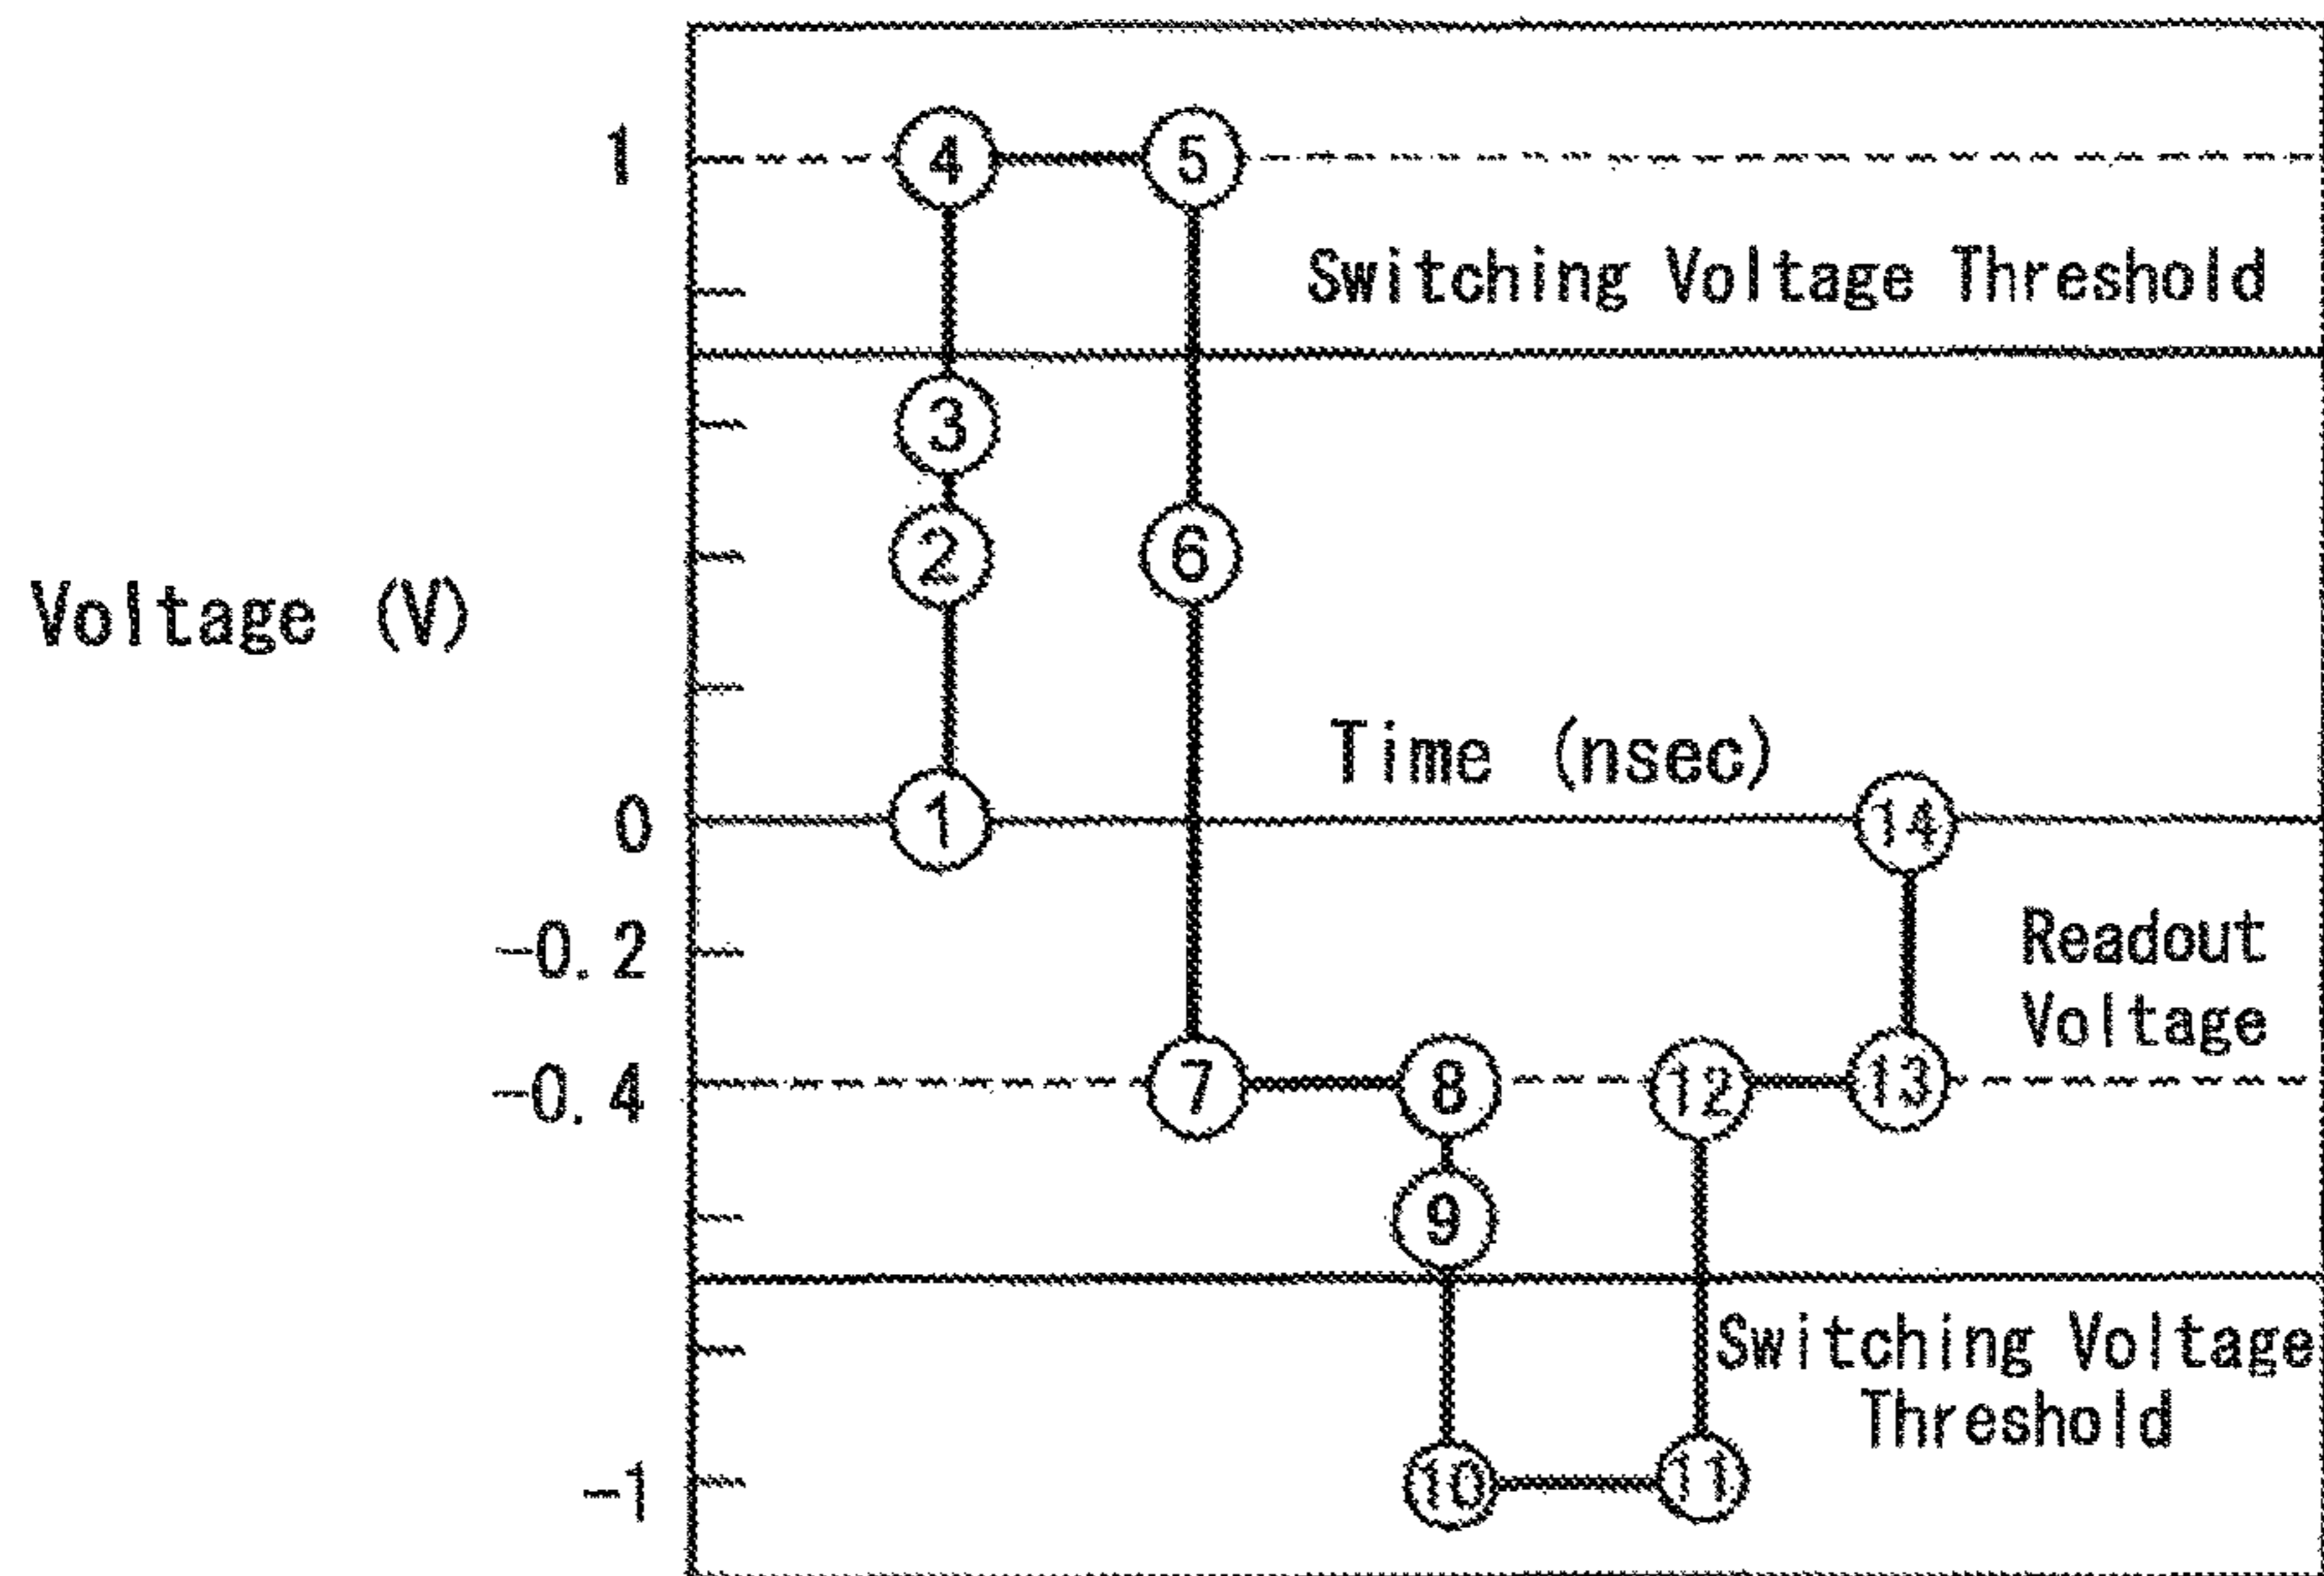 1
4
5
Switching Voltage Threshold
3
2
6
Voltage (V)
Time (nsec)
0
1
14
-0.2
Readout
Voltage
-0.4
7
8
12
13
9
Switching Voltage
Threshold
-1
10
11